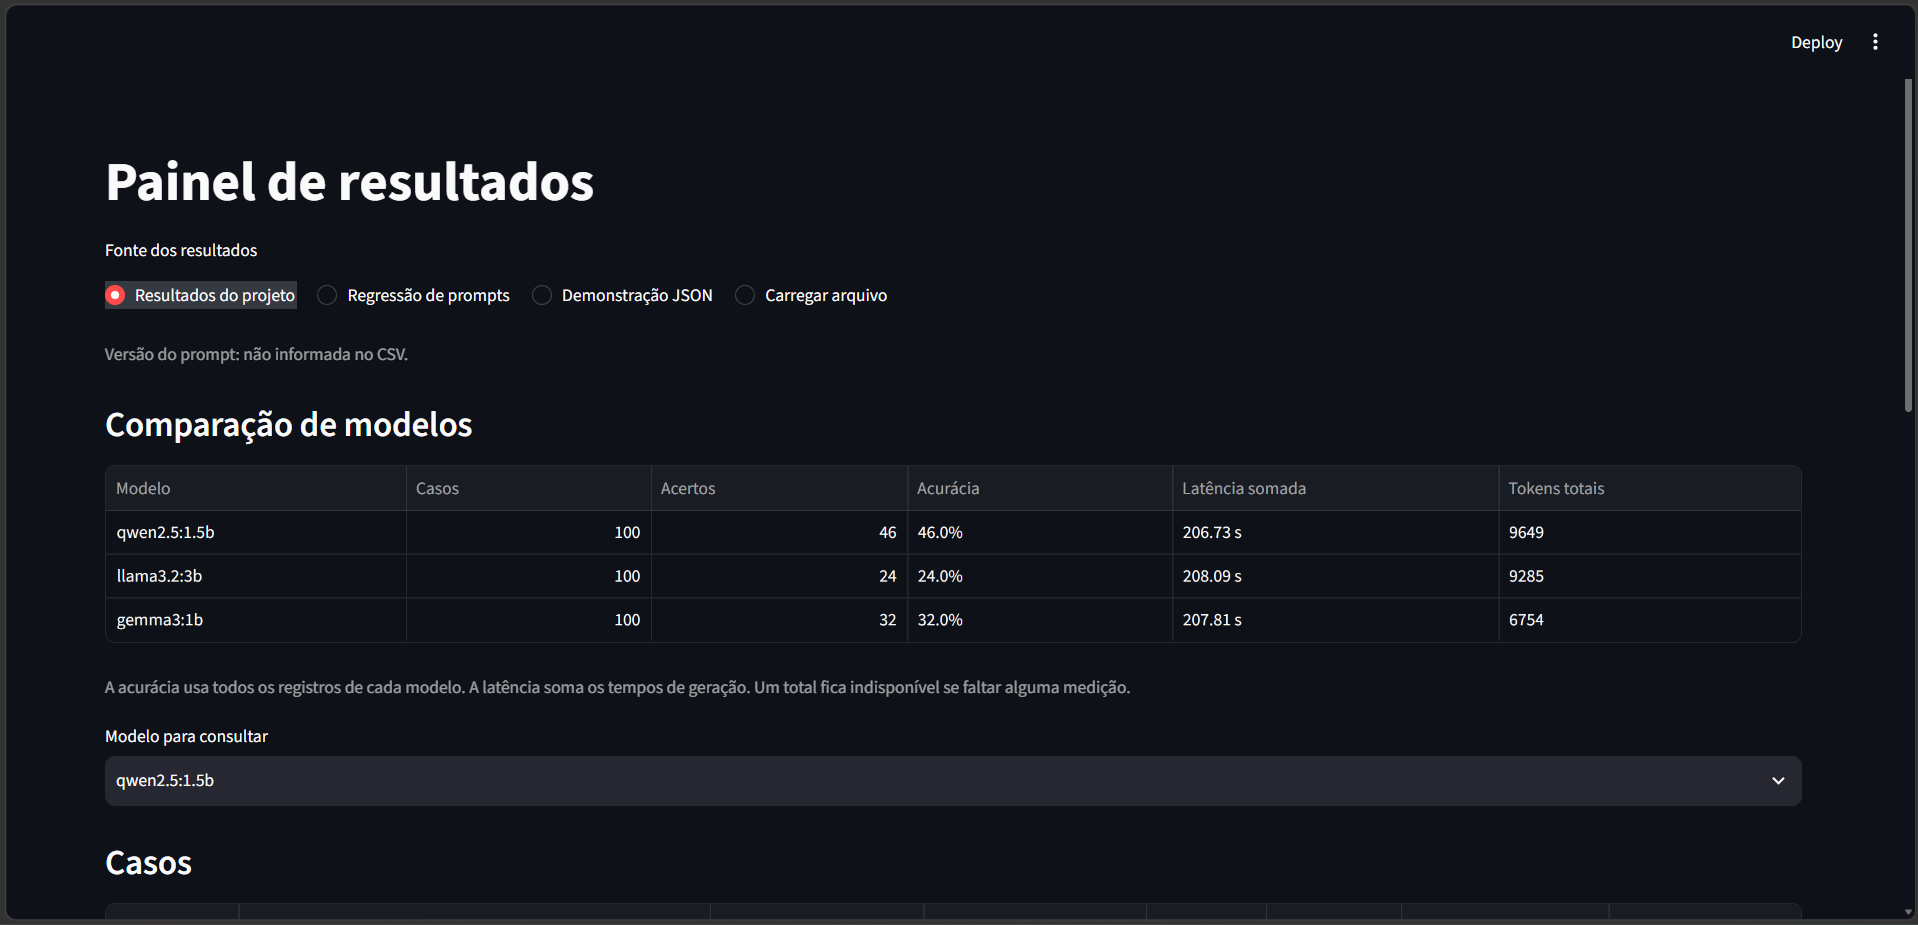 Deploy
Painel de resultados
Fonte dos resultados
Resultados do projeto Regressão de prompts Demonstração JSON Carregar arquivo
Versão do prompt: não informada no CSV.
Comparação de modelos
Modelo Casos Acertos Acurácia Latência somada Tokens totais
qwen2.5:1.5b 100 46 46.0% 206.73 s 9649
llama3.2:3b 100 24 24.0% 208.09 s 9285
gemma3:1b 100 32 32.0% 207.81 s 6754
A acurácia usa todos os registros de cada modelo. A latência soma os tempos de geração. Um total fica indisponível se faltar alguma medição.
Modelo para consultar
qwen2.5:1.5b
Casos